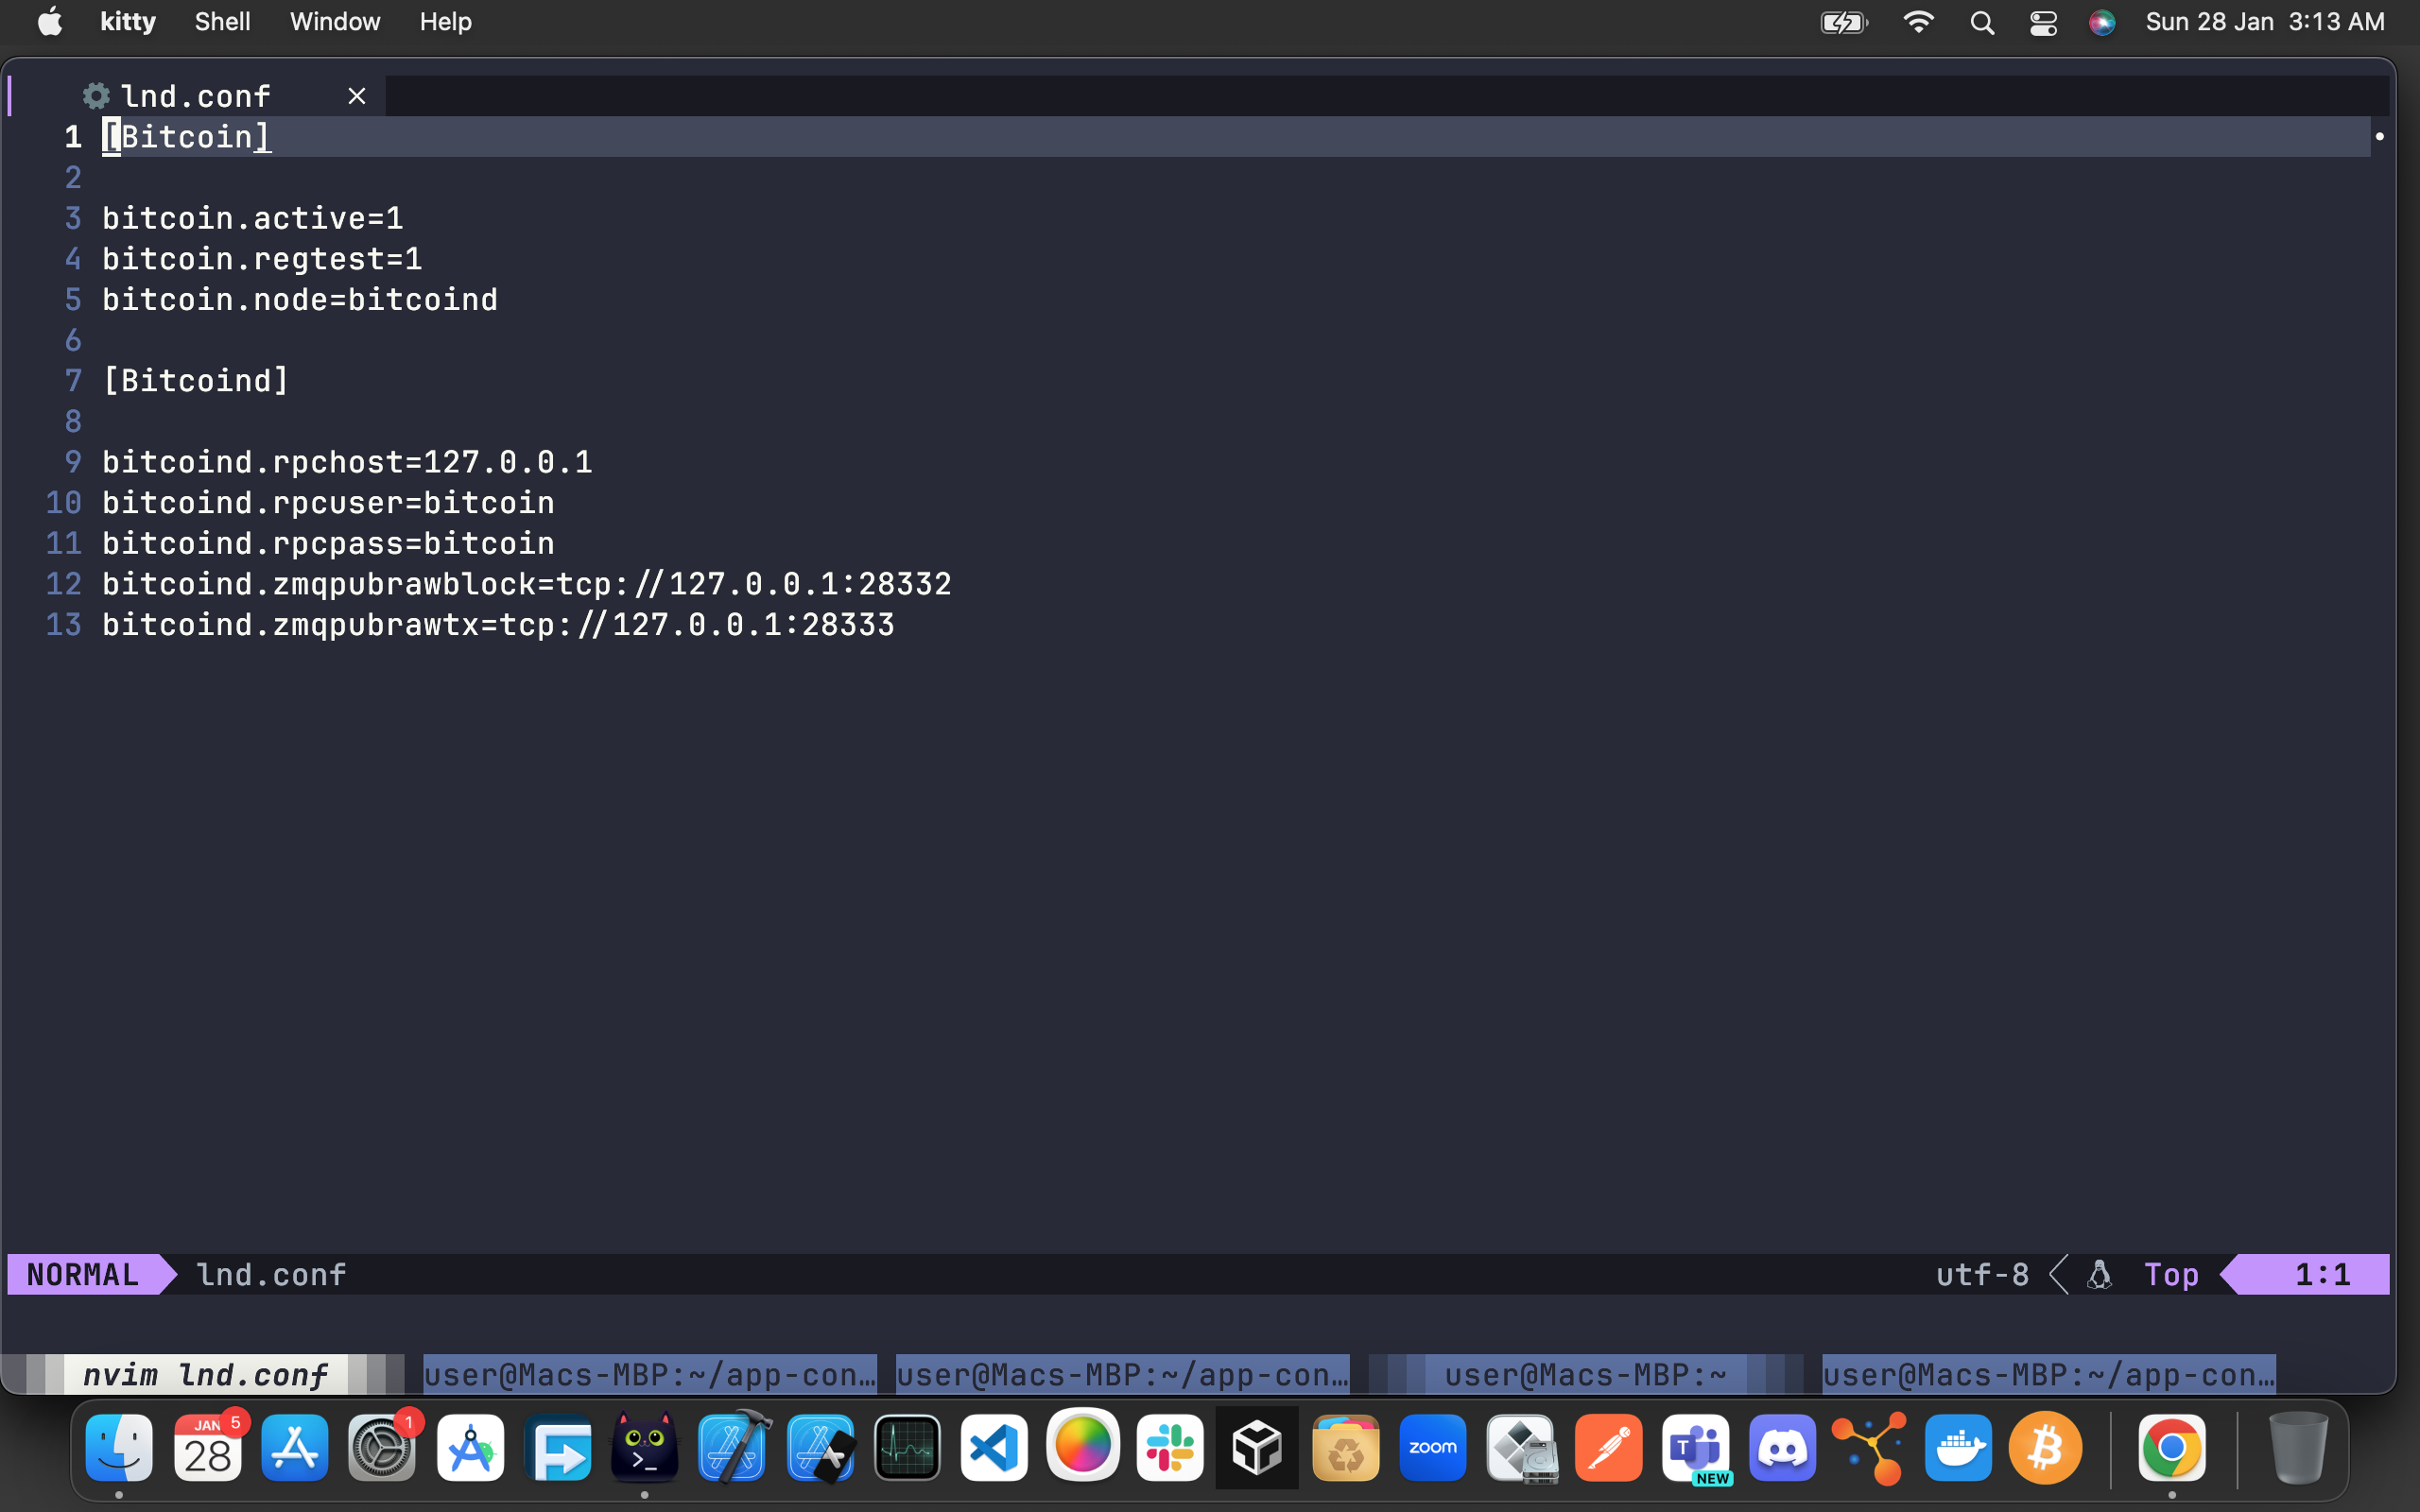 kitty Shell Window Help Sun 28 Jan 3:13 AM
lnd.conf ×
1 [Bitcoin]
2
3 bitcoin.active=1
4 bitcoin.regtest=1
5 bitcoin.node=bitcoind
6
7 [Bitcoind]
8
9 bitcoind.rpchost=127.0.0.1
10 bitcoind.rpcuser=bitcoin
11 bitcoind.rpcpass=bitcoin
12 bitcoind.zmqpubrawblock=tcp://127.0.0.1:28332
13 bitcoind.zmqpubrawtx=tcp://127.0.0.1:28333
NORMAL lnd.conf utf-8 Top 1:1
nvim lnd.conf user@Macs-MBP:~/app-con… user@Macs-MBP:~/app-con… user@Macs-MBP:~ user@Macs-MBP:~/app-con…
JAN 5 1
28 >_ zoom T
NEW